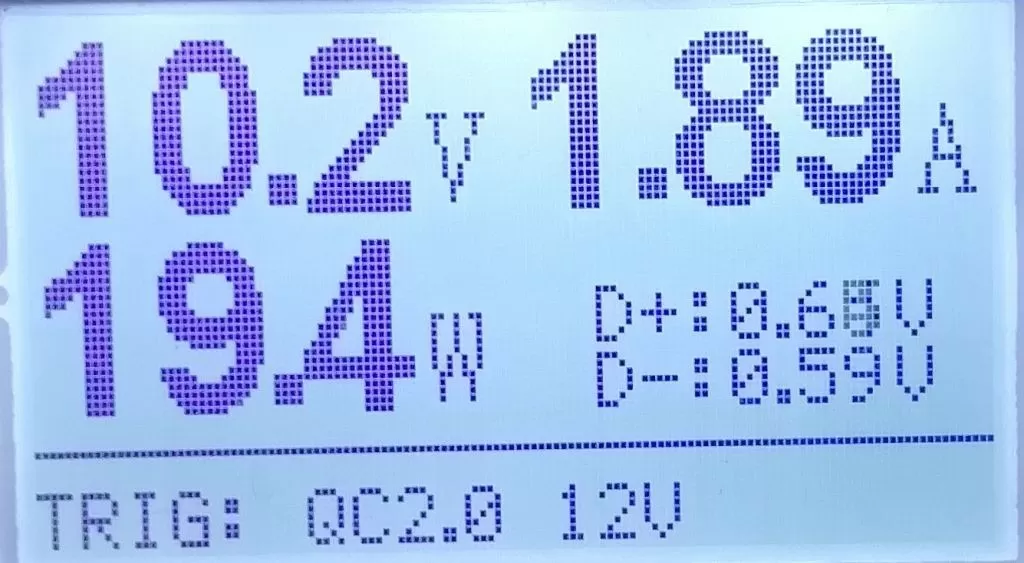 10.2V 1.89A
19.4W
D+:0.6 V
D-:0.59V
TRIG: QC2.0 12V